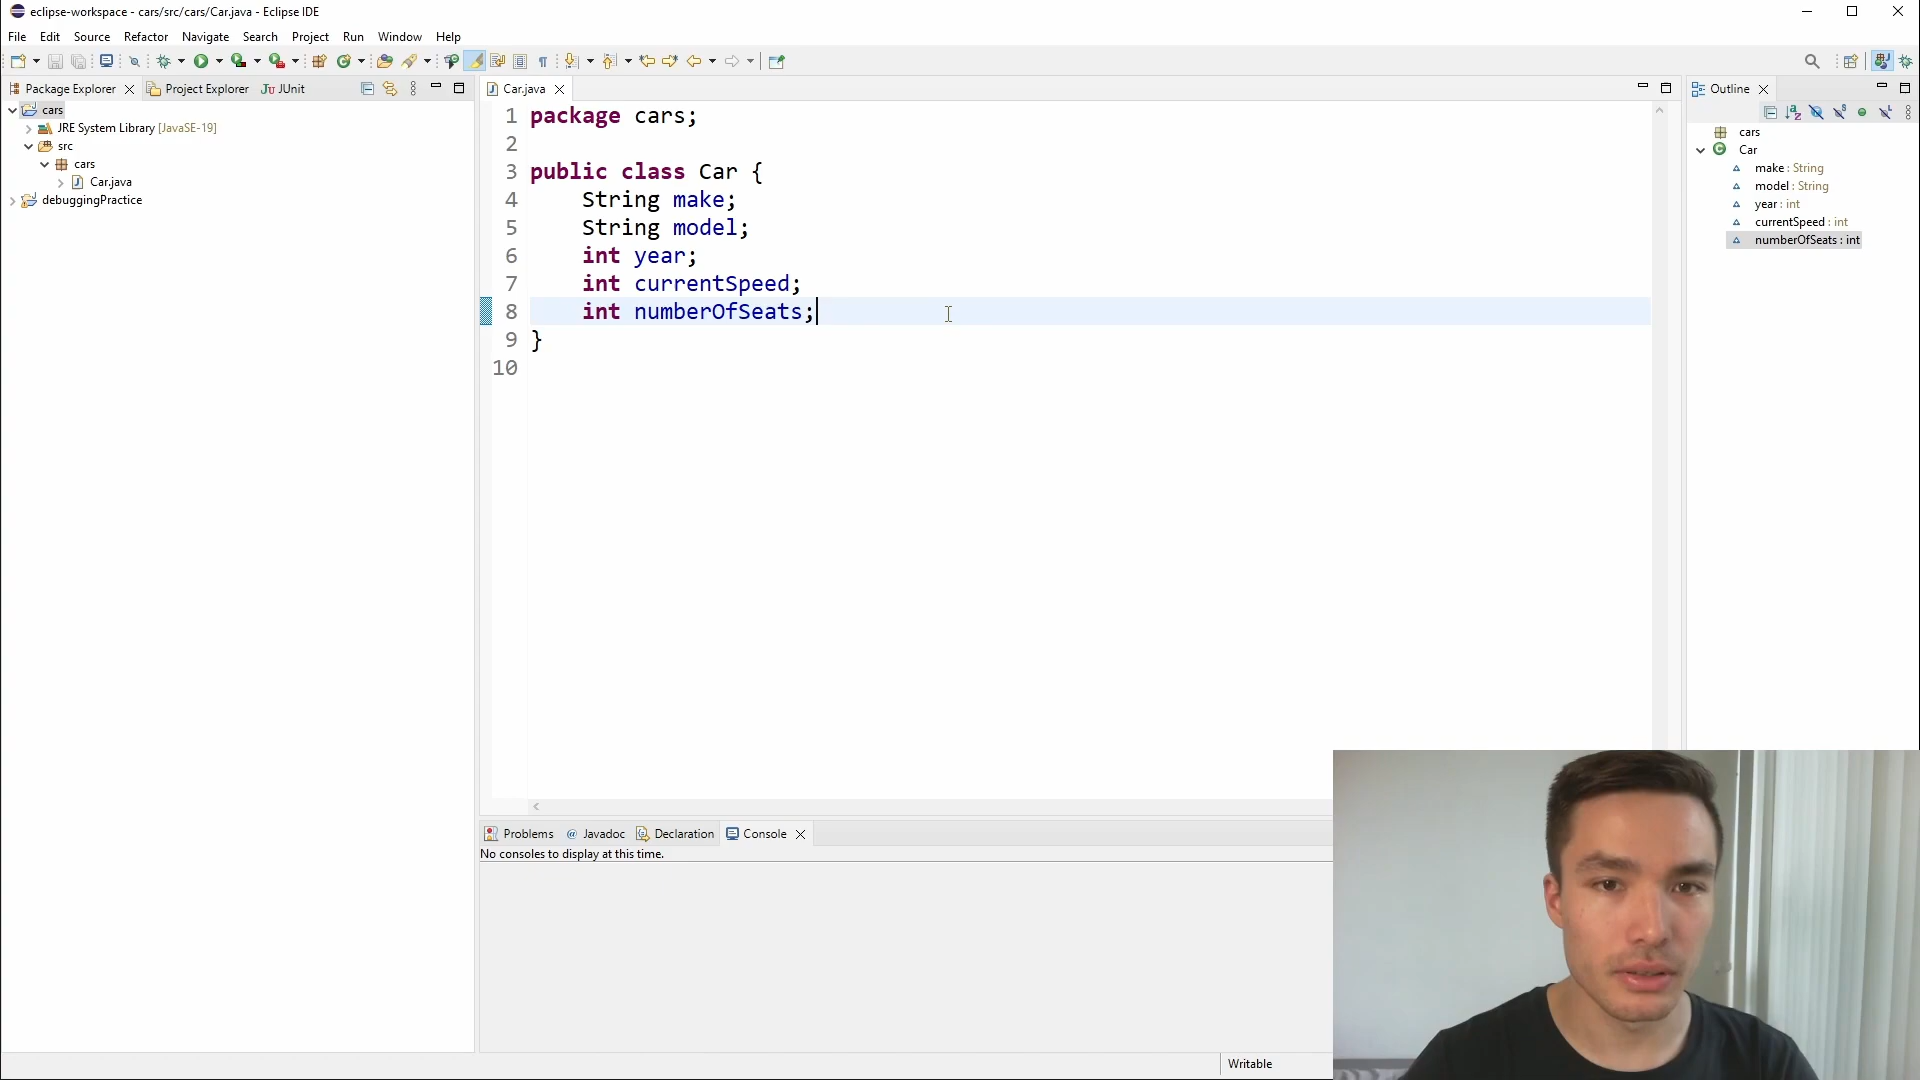 eclipse-workspace - cars/src/cars/Car.java - Eclipse IDE
File Edit Source Refactor Navigate Search Project Run Window Help
Package Explorer Project Explorer JUnit
cars
JRE System Library [JavaSE-19]
src
cars
Car.java
debuggingPractice
Car.java
1 package cars;
2
3 public class Car {
4 String make;
5 String model;
6 int year;
7 int currentSpeed;
8 int numberOfSeats;
9 }
10
Outline
cars
Car
make : String
model : String
year : int
currentSpeed : int
numberOfSeats : int
Problems Javadoc Declaration Console
No consoles to display at this time.
Writable